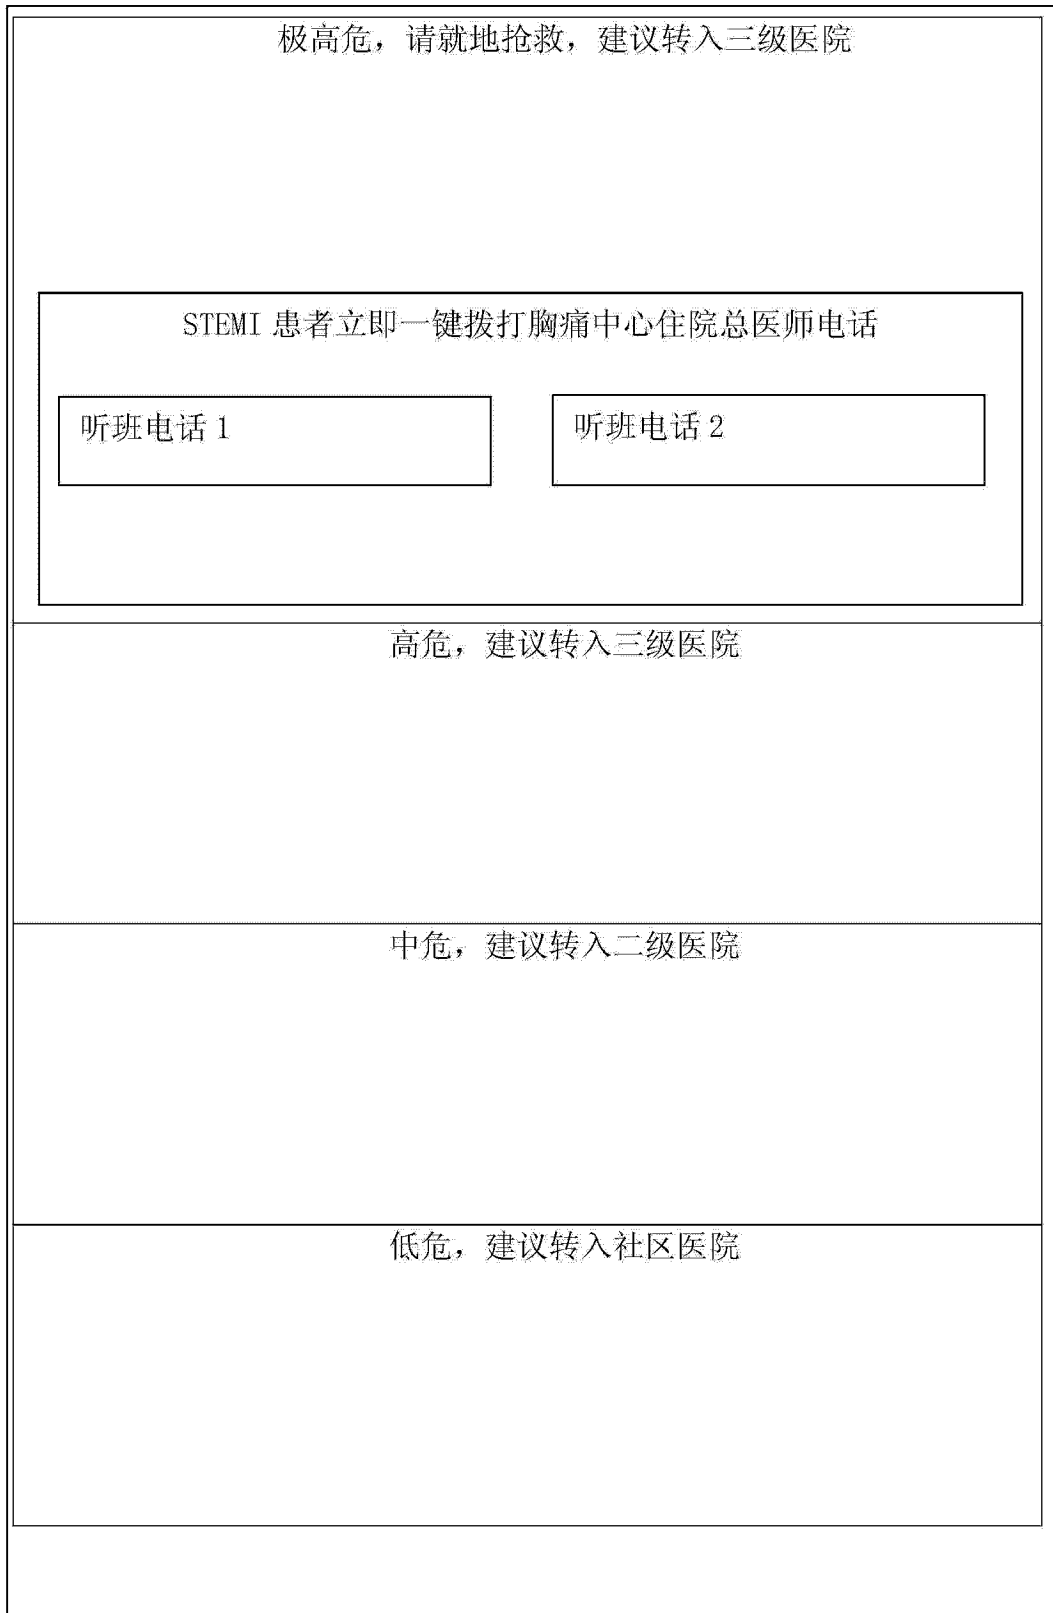 极高危，请就地抢救，建议转入三级医院
STEMI 患者立即一键拨打胸痛中心住院总医师电话
听班电话 1
听班电话 2
高危，建议转入三级医院
中危，建议转入二级医院
低危，建议转入社区医院